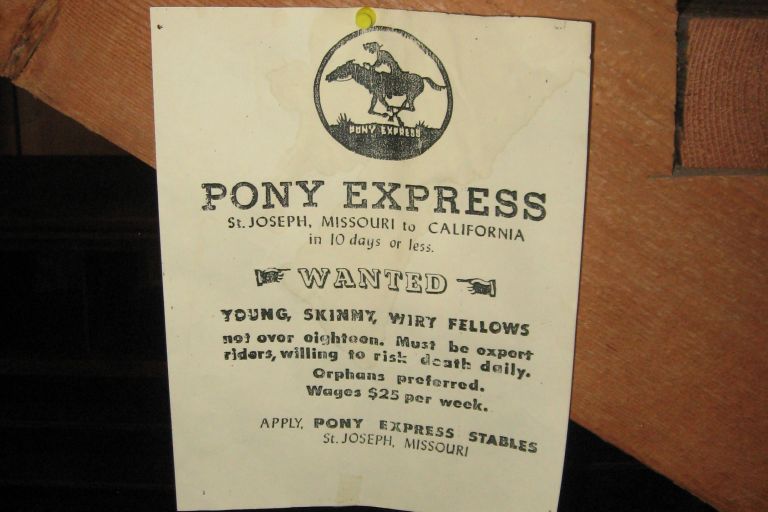 PONY EXPRESS
PONY EXPRESS
St. JOSEPH, MISSOURI to CALIFORNIA
in 10 days or less.
WANTED
YOUNG, SKINNY, WIRY FELLOWS
not over eighteen. Must be expert
riders, willing to risk death daily.
Orphans preferred.
Wages $25 per week.
APPLY, PONY EXPRESS STABLES
St. JOSEPH, MISSOURI